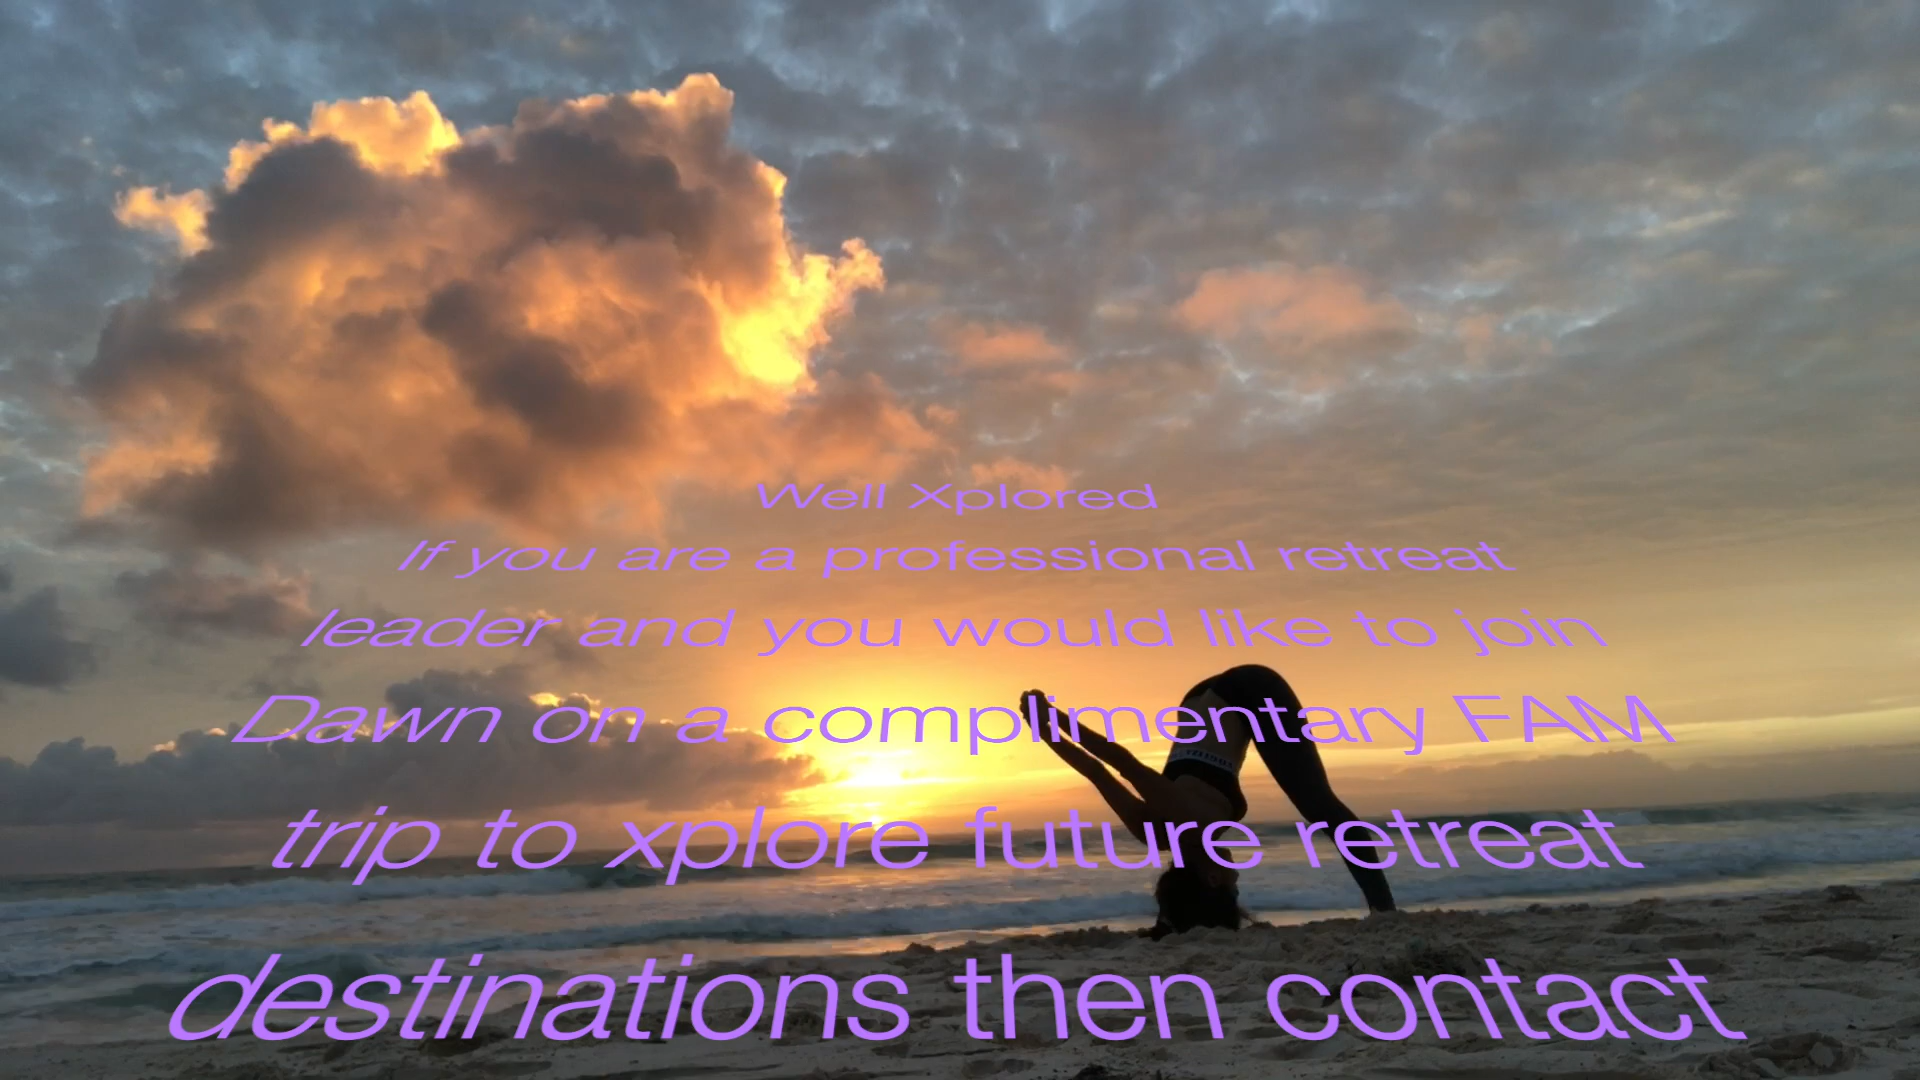 Well Xplored
If you are a professional retreat
leader and you would like to join
Dawn on a complimentary FAM
trip to xplore future retreat
destinations then contact